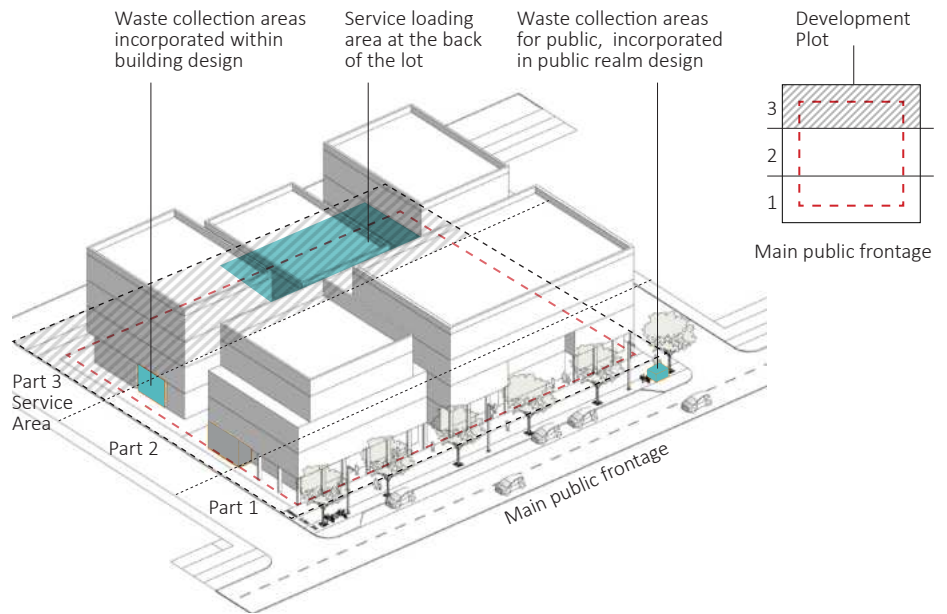 Waste collection areas
incorporated within
building design
Service loading
area at the back
of the lot
Waste collection areas
for public, incorporated
in public realm design
Development
Plot
3
2
1
Main public frontage
Part 3
Service
Area
Part 2
Part 1
Main public frontage